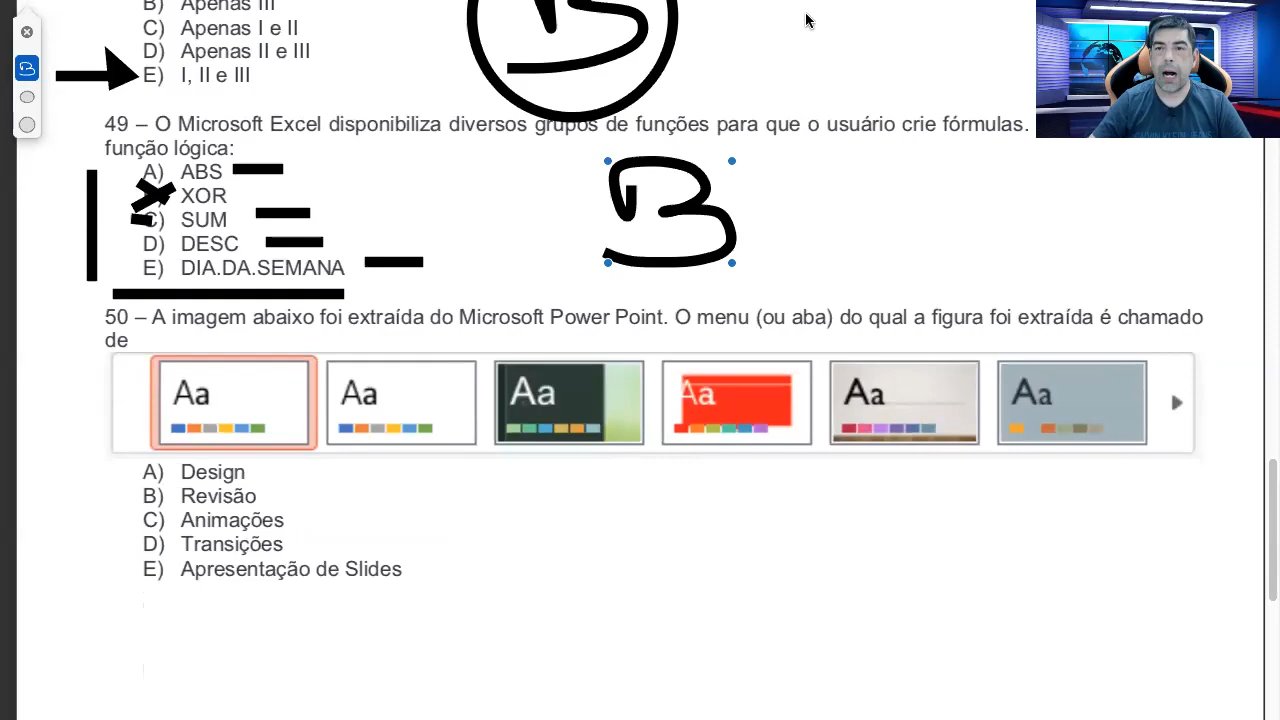 B) Apenas III
C) Apenas I e II
D) Apenas II e III
E) I, II e III
B
49 – O Microsoft Excel disponibiliza diversos grupos de funções para que o usuário crie fórmulas.
função lógica:
A) ABS
XOR
C) SUM
D) DESC
E) DIA.DA.SEMANA
B
50 – A imagem abaixo foi extraída do Microsoft Power Point. O menu (ou aba) do qual a figura foi extraída é chamado
de
Aa Aa Aa Aa Aa Aa
A) Design
B) Revisão
C) Animações
D) Transições
E) Apresentação de Slides